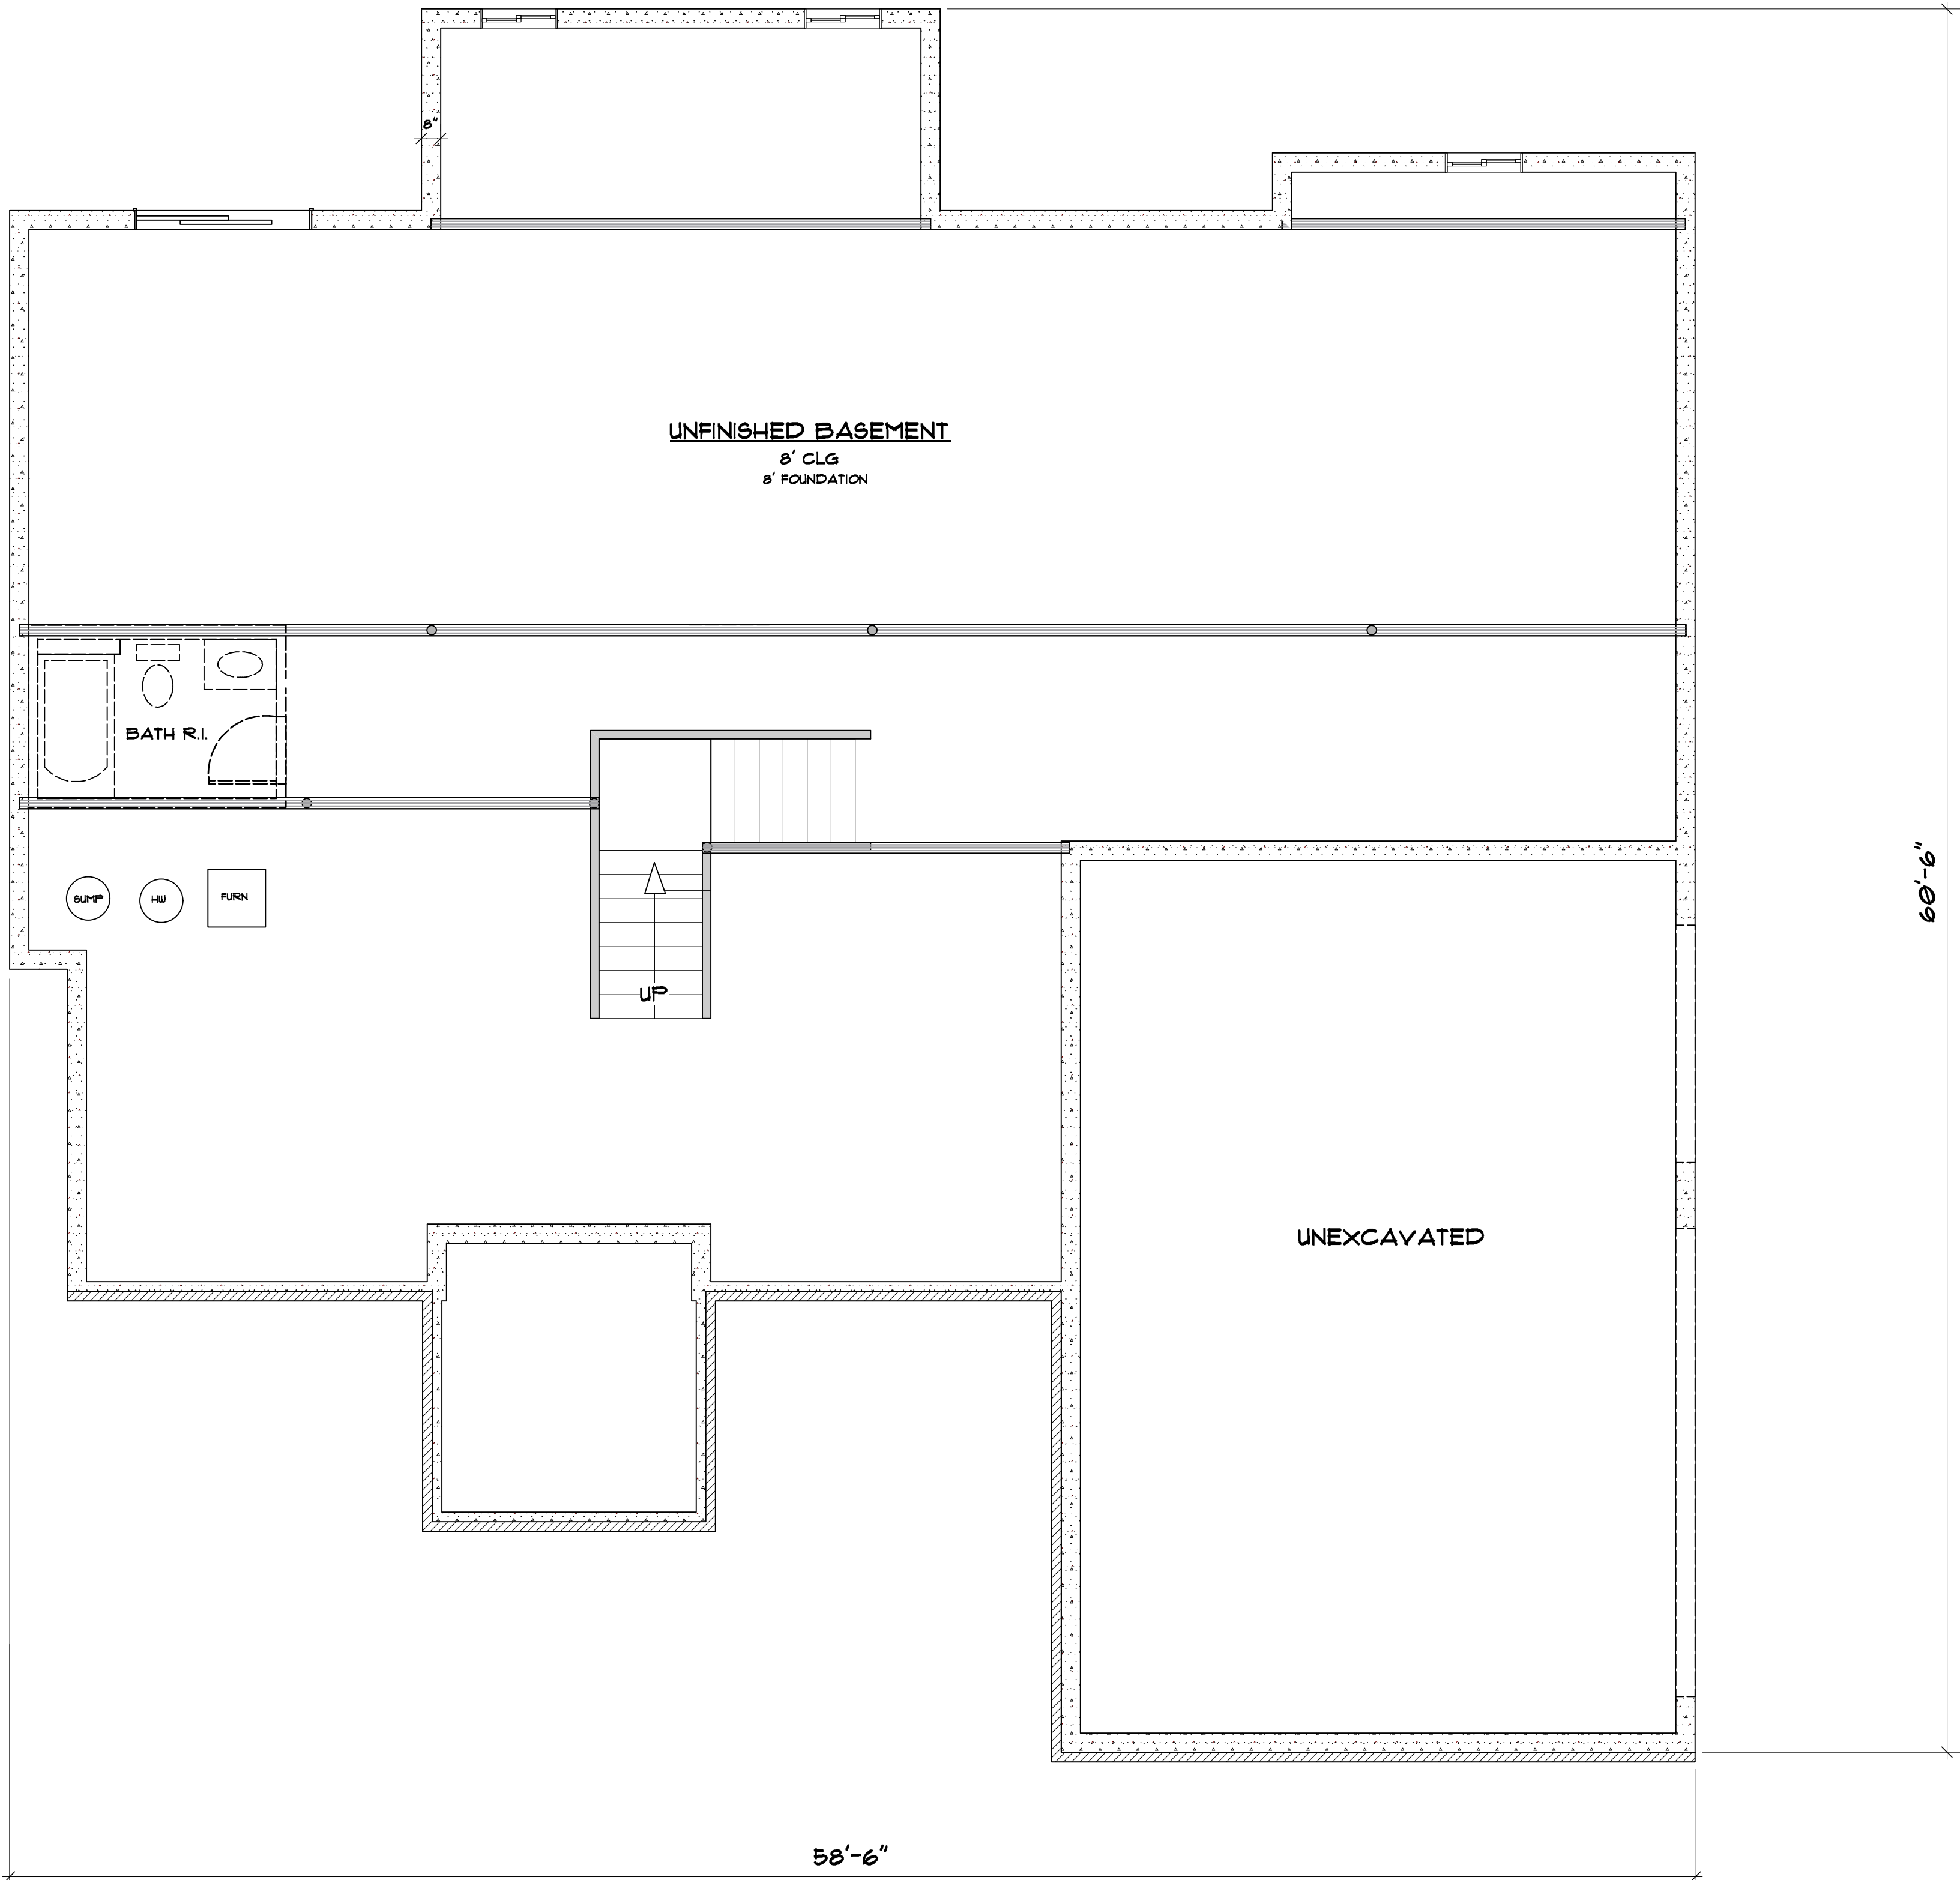 8"
UNFINISHED BASEMENT
8' CLG
8' FOUNDATION
BATH R.I.
SUMP
HW
FURN
UP
60'-6"
UNEXCAVATED
58'-6"